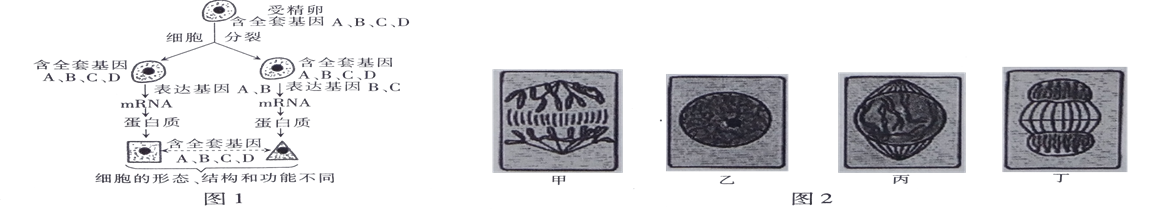 受精卵
含全套基因 A、B、C、D
细胞 分裂
含全套基因
A、B、C、D
含全套基因
A、B、C、D
表达基因 A、B
表达基因 B、C
mRNA
mRNA
蛋白质
蛋白质
含全套基因
A、B、C、D
细胞的形态、结构和功能不同
图1
甲
乙
丙
丁
图2